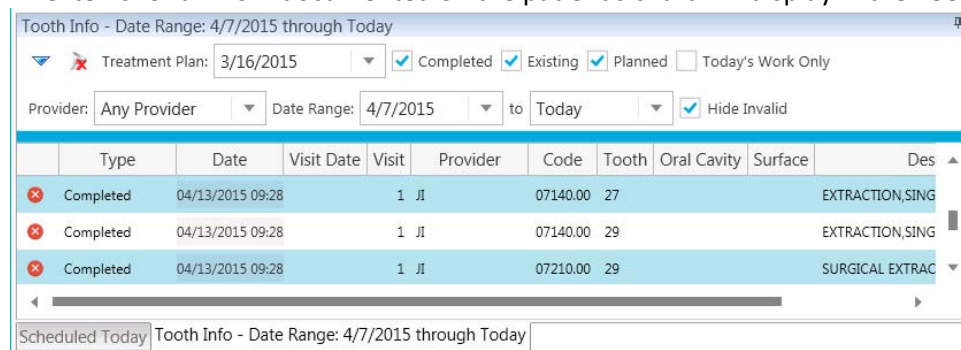 Tooth Info - Date Range: 4/7/2015 through Today
Treatment Plan: 3/16/2015 Completed Existing Planned Today's Work Only
Provider: Any Provider Date Range: 4/7/2015 to Today Hide Invalid
Type Date Visit Date Visit Provider Code Tooth Oral Cavity Surface Des
Completed 04/13/2015 09:28 1 JI 07140.00 27 EXTRACTION,SING
Completed 04/13/2015 09:28 1 JI 07140.00 29 EXTRACTION,SING
Completed 04/13/2015 09:28 1 JI 07210.00 29 SURGICAL EXTRAC
Scheduled Today Tooth Info - Date Range: 4/7/2015 through Today